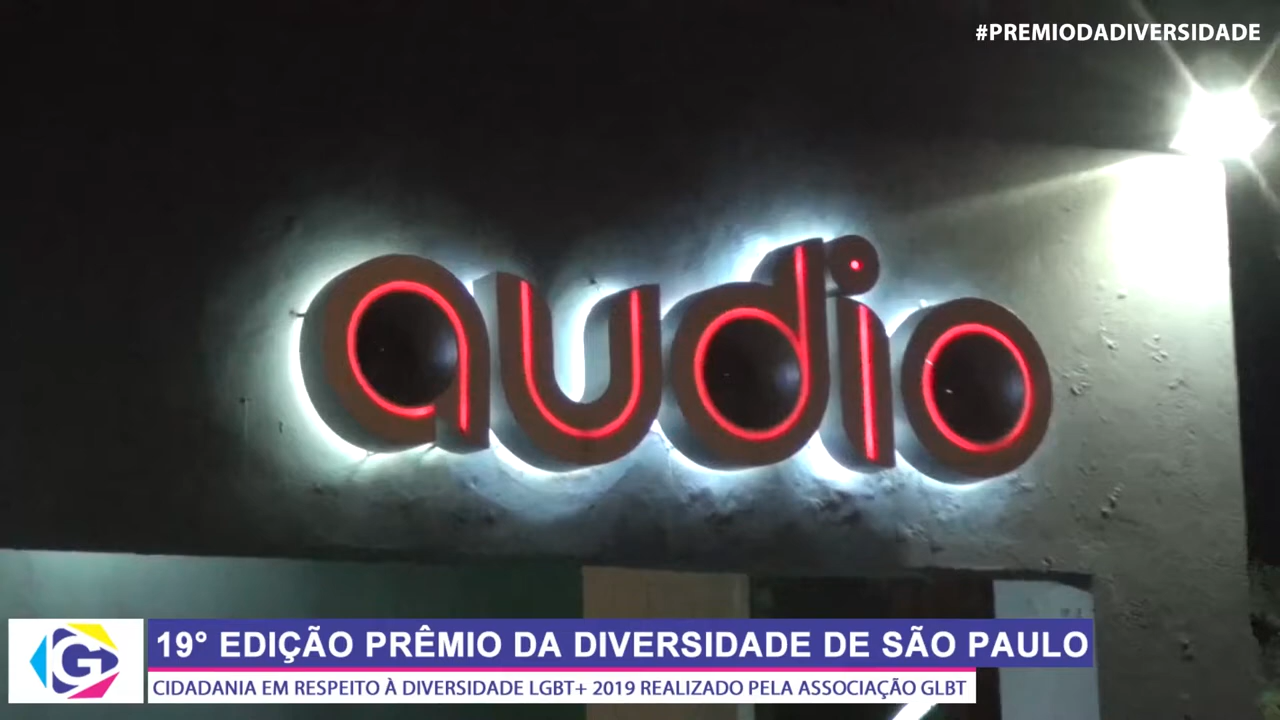 #PREMIODADIVERSIDADE
audio
G
19° EDIÇÃO PRÊMIO DA DIVERSIDADE DE SÃO PAULO
CIDADANIA EM RESPEITO À DIVERSIDADE LGBT+ 2019 REALIZADO PELA ASSOCIAÇÃO GLBT